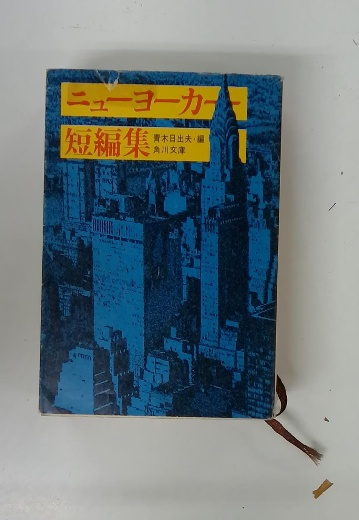 ニューヨーカー
短編集
青木日出夫・編
角川文庫